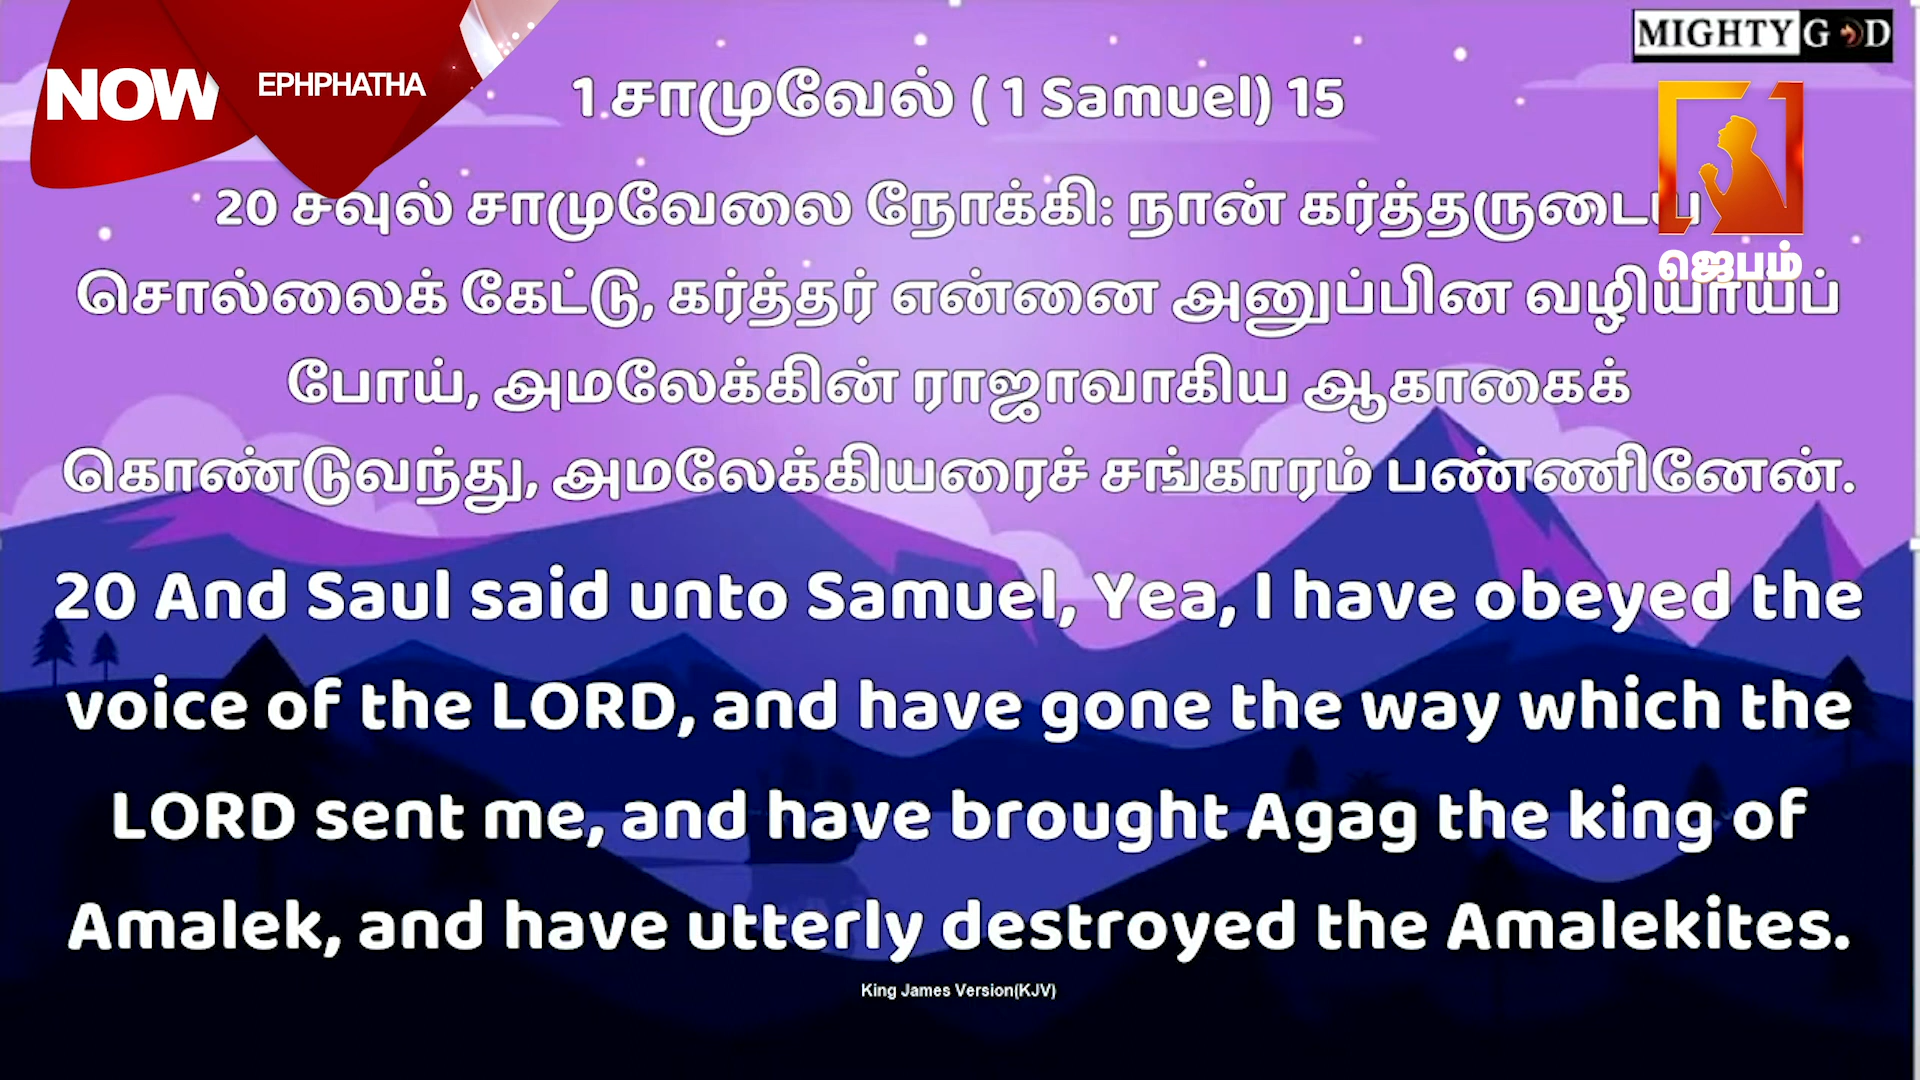 NOW EPHPHATHA
MIGHTY GOD
1 சாமுவேல் ( 1 Samuel) 15
ஜெபம்
20 சவுல் சாமுவேலை நோக்கி: நான் கர்த்தருடைய
சொல்லைக் கேட்டு, கர்த்தர் என்னை அனுப்பின வழியாய்ப்
போய், அமலேக்கின் ராஜாவாகிய ஆகாகைக்
கொண்டுவந்து, அமலேக்கியரைச் சங்காரம் பண்ணினேன்.
20 And Saul said unto Samuel, Yea, I have obeyed the
voice of the LORD, and have gone the way which the
LORD sent me, and have brought Agag the king of
Amalek, and have utterly destroyed the Amalekites.
King James Version(KJV)